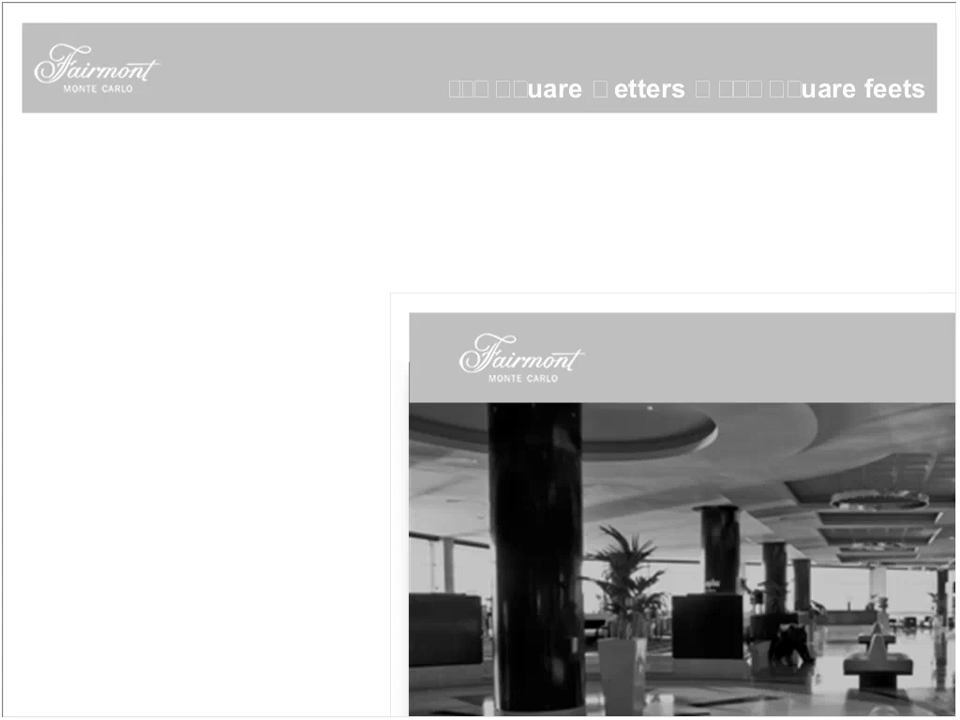 Fairmont
MONTE CARLO
□□□ □□uare □etters □ □□□ □□uare feets
Fairmont
MONTE CARLO